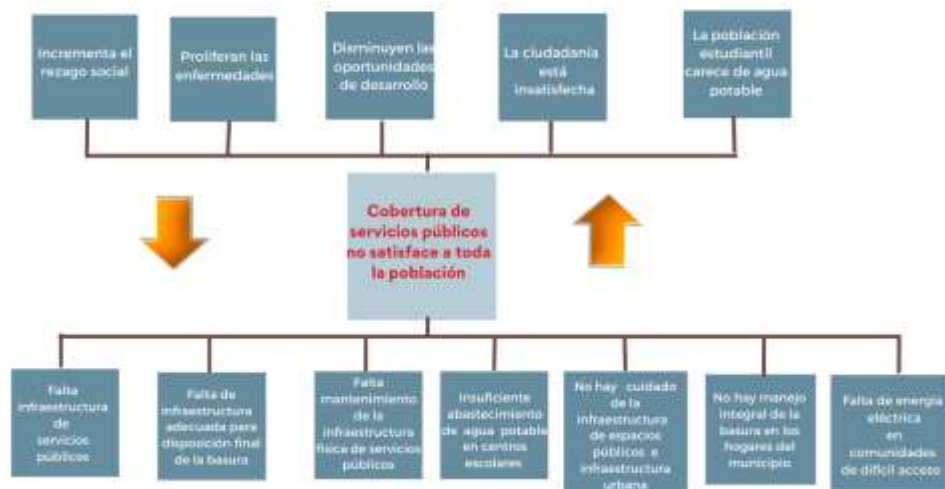 Incrementa el
rezago social
Proliferan las
enfermedades
Disminuyen las
oportunidades
de desarrollo
La ciudadanía
está
insatisfecha
La población
estudiantil
carece de agua
potable
Cobertura de
servicios públicos
no satisface a toda
la población
Falta
infraestructura
de
servicios
públicos
Falta de
infraestructura
adecuada para
disposición final
de la basura
Falta
mantenimiento
de la
infraestructura
física de servicios
públicos
Insuficiente
abastecimiento
de agua potable
en centros
escolares
No hay cuidado
de la
infraestructura
de espacios
públicos e
infraestructura
urbana
No hay manejo
integral de la
basura en los
hogares del
municipio
Falta de energía
eléctrica
en
comunidades
de difícil acceso